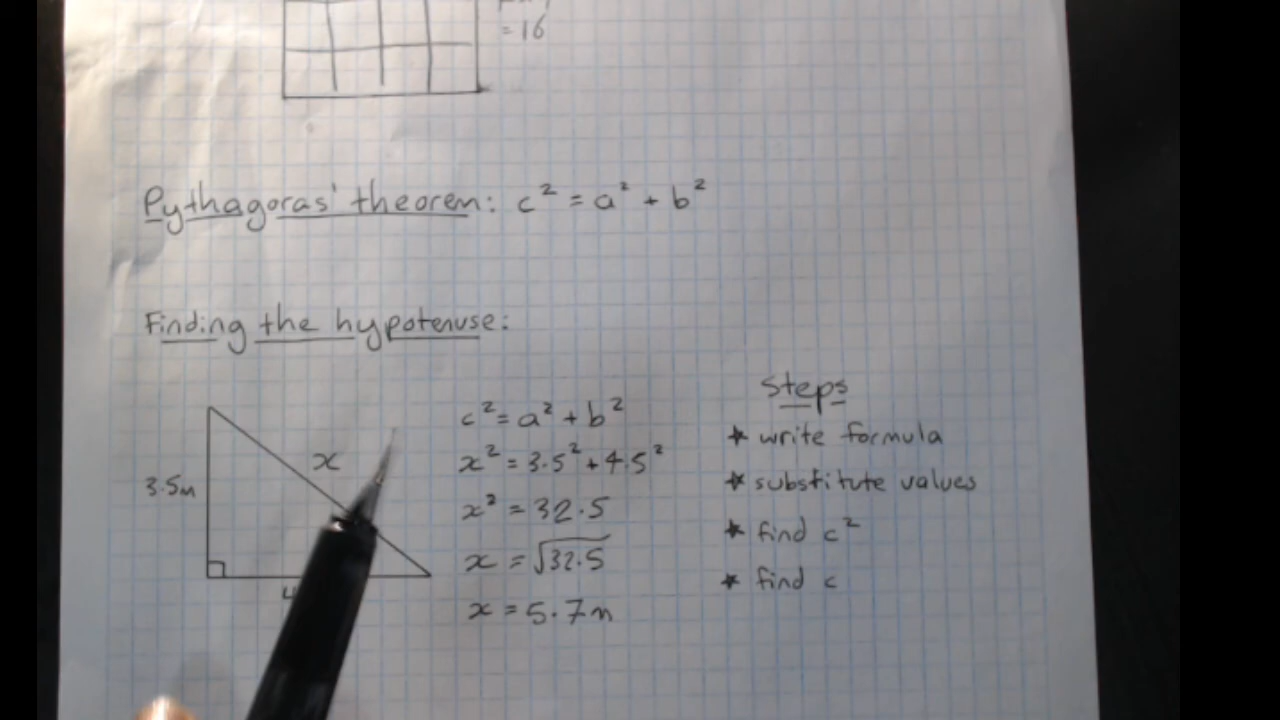 = 16
Pythagoras' theorem: c² = a² + b²
Finding the hypotenuse:
3.5m
x
c² = a² + b²
x² = 3.5² + 4.5²
x² = 32.5
x = √32.5
x = 5.7m
Steps
* write formula
* substitute values
* find c²
* find c